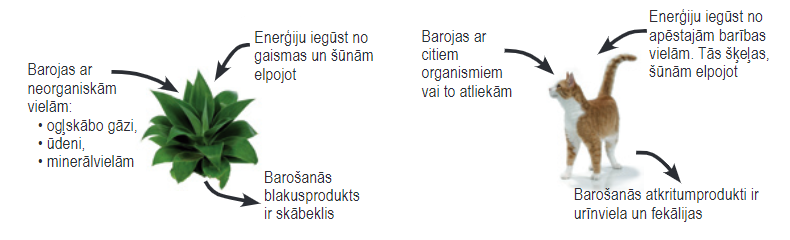 Enerģiju iegūst no
gaismas un šūnām
elpojot
Barojas ar
neorganiskām
vielām:
• ogļskābo gāzi,
• ūdeni,
• minerālvielām
Barošanās
blakusprodukts
ir skābeklis
Barojas ar
citiem
organismiem
vai to atliekām
Enerģiju iegūst no
apēstajām barības
vielām. Tās šķeļas,
šūnām elpojot
Barošanās atkritumprodukti ir
urīnviela un fekālijas